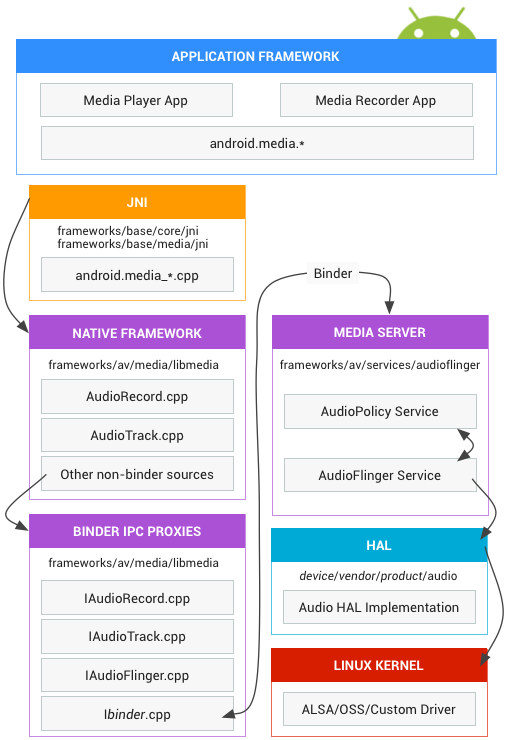 APPLICATION FRAMEWORK
Media Player App
Media Recorder App
android.media.*
JNI
frameworks/base/core/jni
frameworks/base/media/jni
android.media_*.cpp
Binder
NATIVE FRAMEWORK
frameworks/av/media/libmedia
AudioRecord.cpp
AudioTrack.cpp
Other non-binder sources
MEDIA SERVER
frameworks/av/services/audioflinger
AudioPolicy Service
AudioFlinger Service
BINDER IPC PROXIES
frameworks/av/media/libmedia
IAudioRecord.cpp
IAudioTrack.cpp
IAudioFlinger.cpp
Ibinder.cpp
HAL
device/vendor/product/audio
Audio HAL Implementation
LINUX KERNEL
ALSA/OSS/Custom Driver